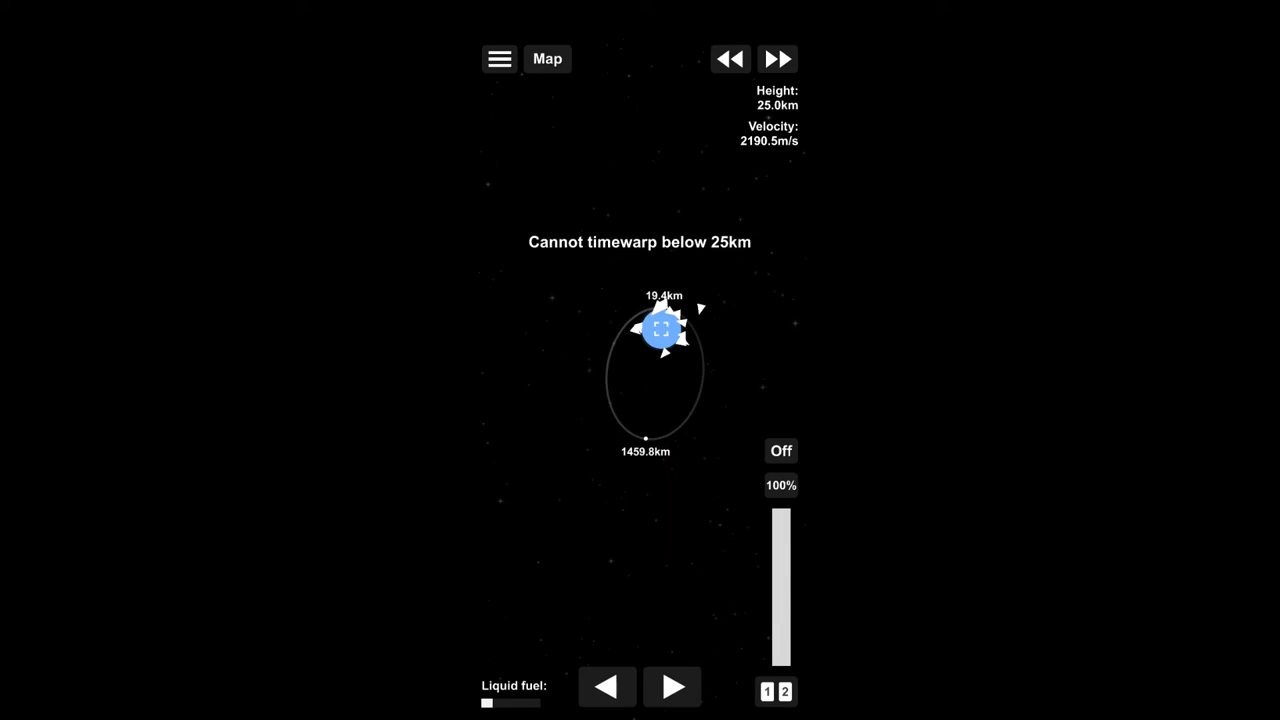 Map
Height:
25.0km
Velocity:
2190.5m/s
Cannot timewarp below 25km
19.4km
1459.8km
Off
100%
Liquid fuel:
1 2